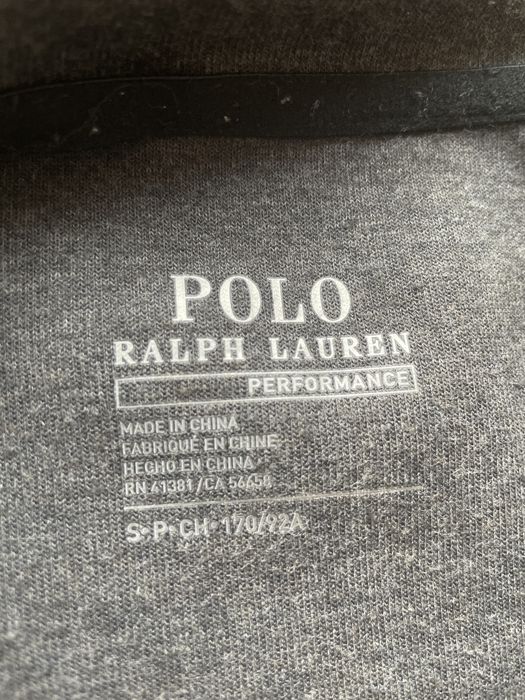 POLO
RALPH LAUREN
PERFORMANCE
MADE IN CHINA
FABRIQUÉ EN CHINE
HECHO EN CHINA
RN 41381/CA 56650
S•P•CH•170/92A